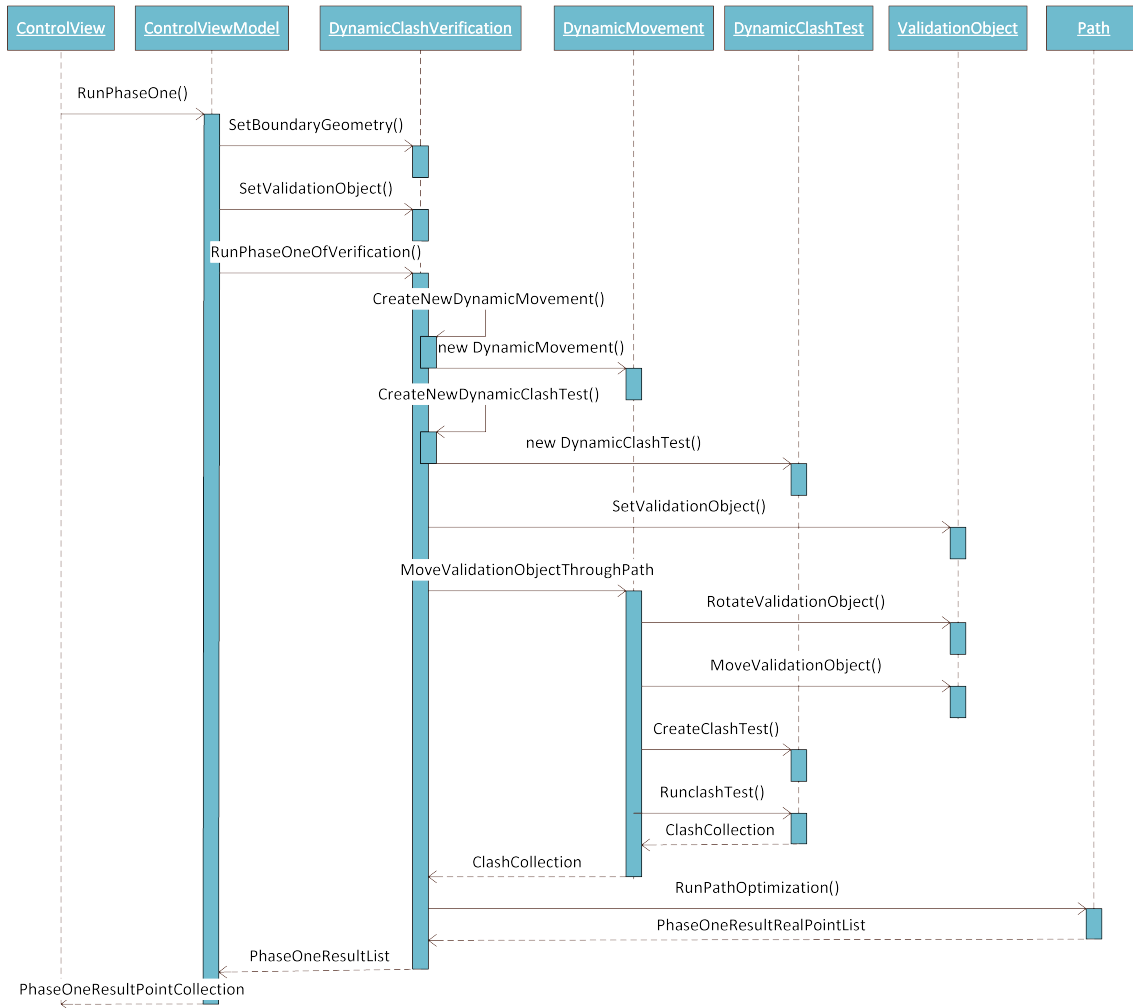 ControlView
ControlViewModel
DynamicClashVerification
DynamicMovement
DynamicClashTest
ValidationObject
Path
RunPhaseOne()
SetBoundaryGeometry()
SetValidationObject()
RunPhaseOneOfVerification()
CreateNewDynamicMovement()
new DynamicMovement()
CreateNewDynamicClashTest()
new DynamicClashTest()
SetValidationObject()
MoveValidationObjectThroughPath
RotateValidationObject()
MoveValidationObject()
CreateClashTest()
RunclashTest()
ClashCollection
ClashCollection
RunPathOptimization()
PhaseOneResultRealPointList
PhaseOneResultList
PhaseOneResultPointCollection